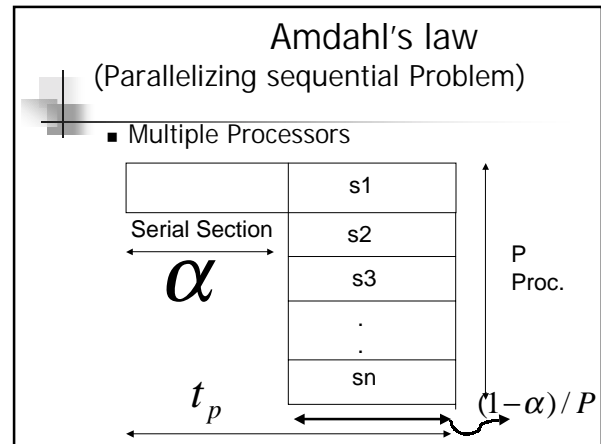 Amdahl's law
(Parallelizing sequential Problem)
■ Multiple Processors
s1
Serial Section
s2
α
s3
P
Proc.
.
.
sn
t_p
(1−α)/P